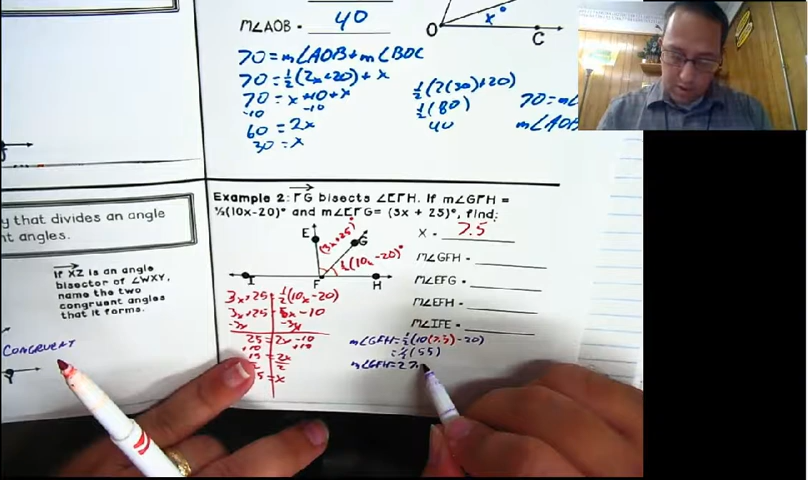 m∠AOB = 40
O
x°
C
70 = m∠AOB + m∠BOC
70 = ½(2x+20) + x
70 = x+10+x
-10 -10
60 = 2x
30 = x
½(2(30)+20)
½(80)
40
70 = m∠
m∠AOB
y that divides an angle
nt angles.
If XZ is an angle
bisector of ∠WXY,
name the two
congruent angles
that it forms.
CONGRUENT
Example 2: FG bisects ∠EFH. If m∠GFH =
½(10x-20)° and m∠EFG= (3x + 25)°, find:
x = 7.5
m∠GFH =
m∠EFG =
m∠EFH =
m∠IFE =
E
(3x+25)°
G
½(10x-20)°
I
F
H
3x+25 = ½(10x-20)
3x+25 = 5x-10
-3x -3x
25 = 2x-10
+10 +10
= 2x
2
5 = x
m∠GFH = ½(10(7.5)-20)
= ½(55)
m∠GFH = 27.